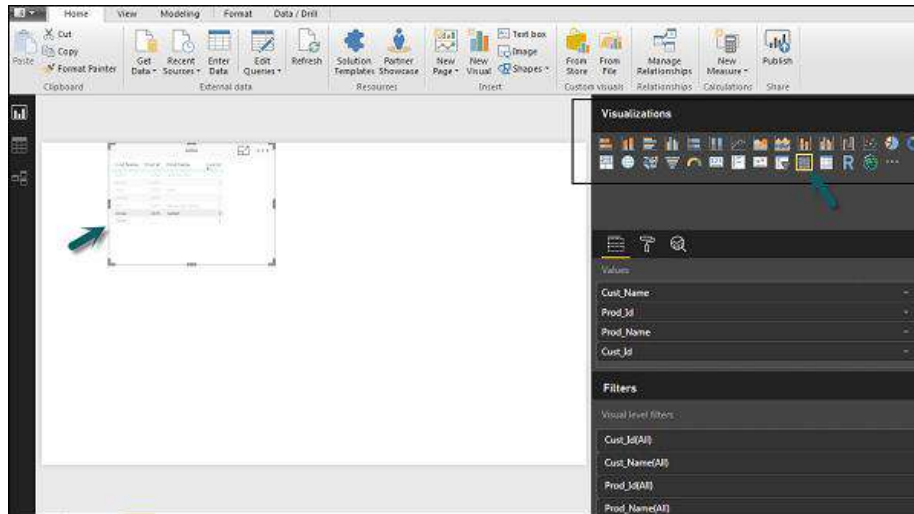 Home View Modeling Format Data / Drill
Paste
Cut
Copy
Format Painter
Clipboard
Get Data
Recent Sources
Enter Data
Edit Queries
External data
Refresh
Solution Templates
Partner Showcase
Resources
New Page
New Visual
Text box
Image
Shapes
Insert
From Store
From File
Custom visuals
Manage Relationships
Relationships
New Measure
Calculations
Publish
Share
Visualizations
R
Values
Cust_Name
Prod_Id
Prod_Name
Cust_Id
Filters
Visual level filters
Cust_Id(All)
Cust_Name(All)
Prod_Id(All)
Prod_Name(All)